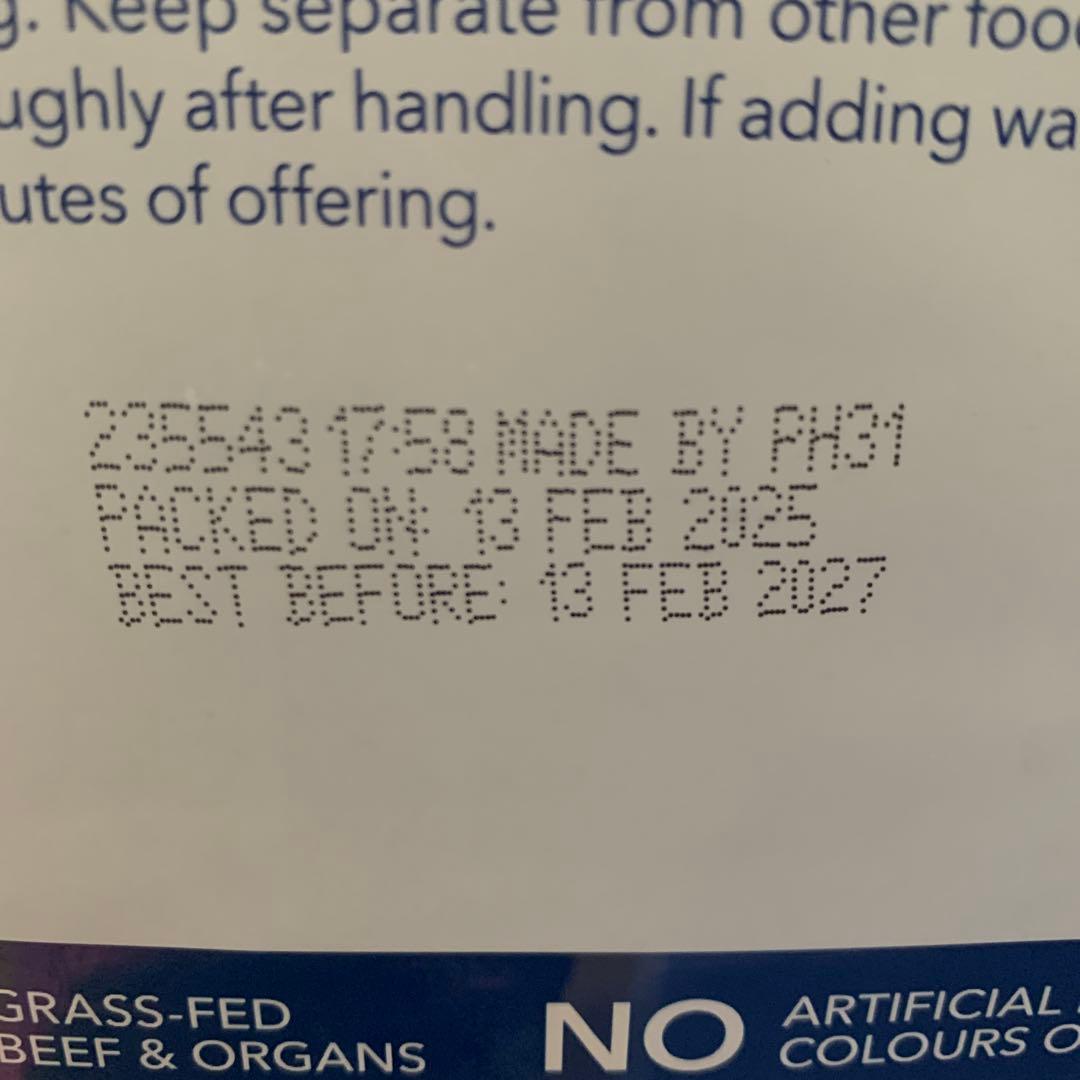 g. Keep separate from other foo
ughly after handling. If adding wa
utes of offering.
235543 17:58 MADE BY PH31
PACKED ON: 13 FEB 2025
BEST BEFORE: 13 FEB 2027
GRASS-FED
BEEF & ORGANS
NO
ARTIFICIAL
COLOURS O